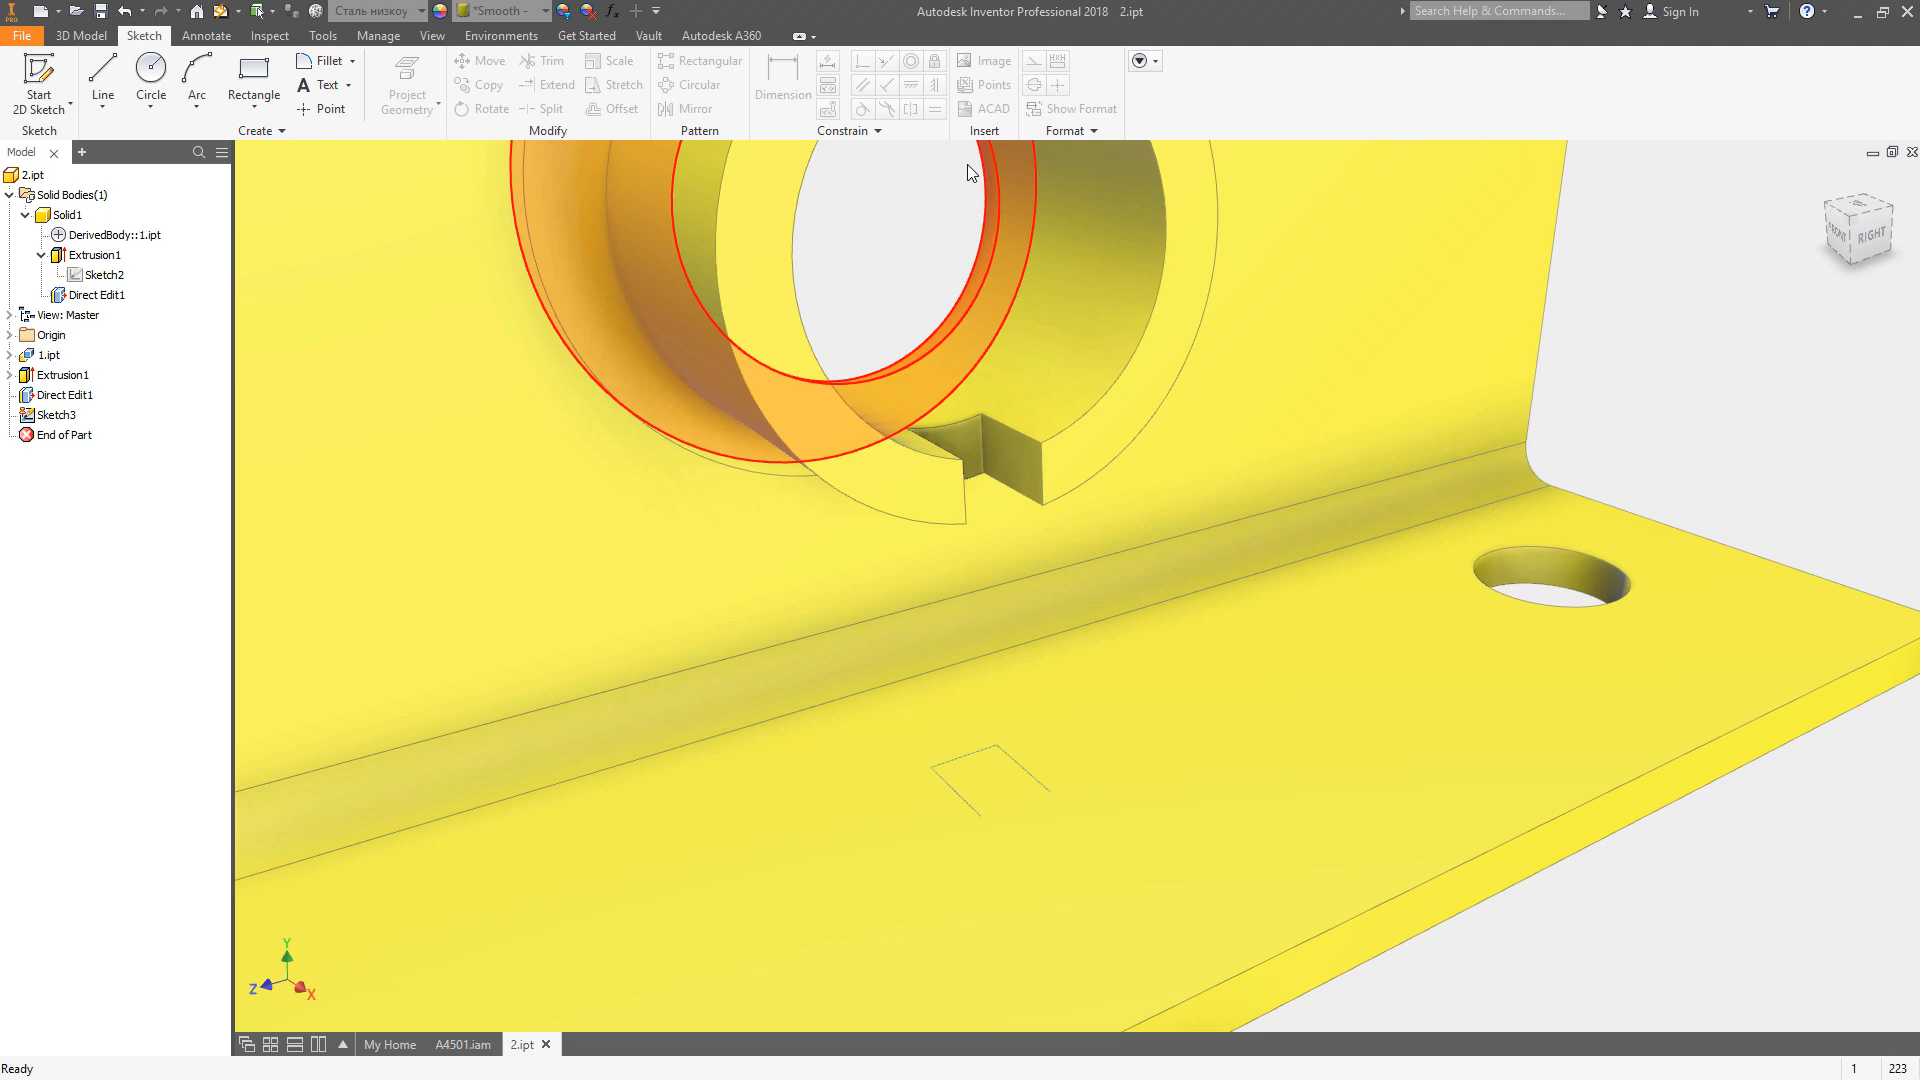 PRO
Сталь низкоу
*Smooth -
fx
Autodesk Inventor Professional 2018 2.ipt
Search Help & Commands...
Sign In
File 3D Model Sketch Annotate Inspect Tools Manage View Environments Get Started Vault Autodesk A360
Start
2D Sketch
Line
Circle
Arc
Rectangle
Fillet
Text
Point
Project
Geometry
Move Trim Scale
Copy Extend Stretch
Rotate Split Offset
Rectangular
Circular
Mirror
Dimension
Image
Points
ACAD
Show Format
Sketch
Create
Modify
Pattern
Constrain
Insert
Format
Model
2.ipt
Solid Bodies(1)
Solid1
DerivedBody::1.ipt
Extrusion1
Sketch2
Direct Edit1
View: Master
Origin
1.ipt
Extrusion1
Direct Edit1
Sketch3
End of Part
FRONT
RIGHT
Y
Z
X
My Home A4501.iam 2.ipt
Ready
1 223